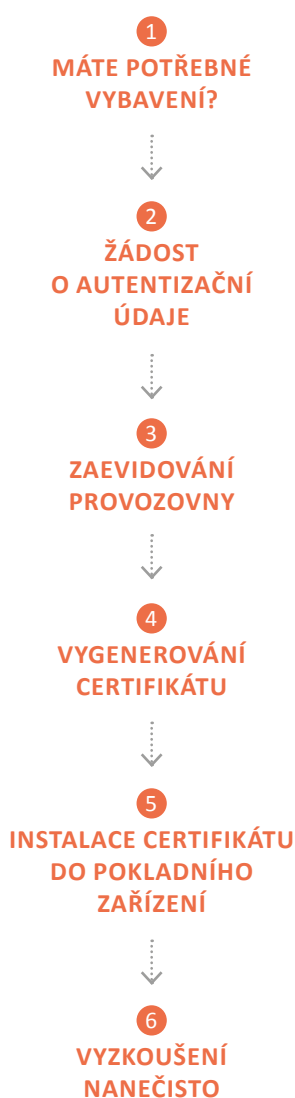 1
MÁTE POTŘEBNÉ
VYBAVENÍ?
2
ŽÁDOST
O AUTENTIZAČNÍ
ÚDAJE
3
ZAEVIDOVÁNÍ
PROVOZOVNY
4
VYGENEROVÁNÍ
CERTIFIKÁTU
5
INSTALACE CERTIFIKÁTU
DO POKLADNÍHO
ZAŘÍZENÍ
6
VYZKOUŠENÍ
NANEČISTO